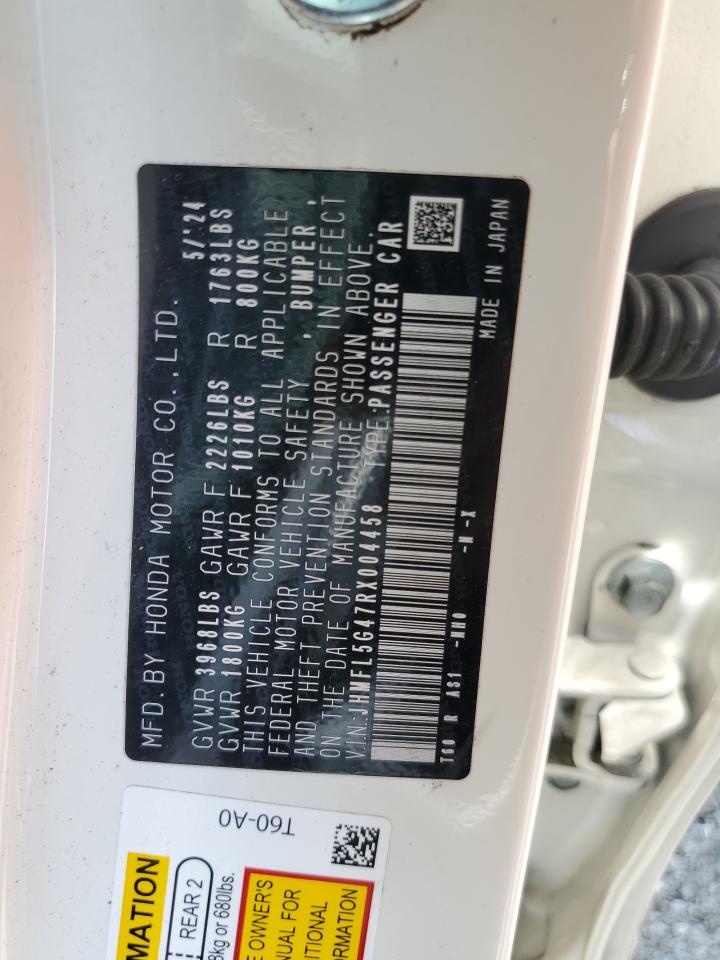 MFD.BY HONDA MOTOR CO.,LTD. 5/'24
GVWR 3968LBS GAWR F 2226LBS R 1763LBS
GVWR 1800KG GAWR F 1010KG R 800KG
THIS VEHICLE CONFORMS TO ALL APPLICABLE
FEDERAL MOTOR VEHICLE SAFETY , BUMPER,
AND THEFT PREVENTION STANDARDS IN EFFECT
ON THE DATE OF MANUFACTURE SHOWN ABOVE.
VIN:JHMFL5G47RX004458 TYPE:PASSENGER CAR
T60 R AS1 -NHO -N-X MADE IN JAPAN
T60-A0
MATION
REAR 2
8kg or 680lbs.
E OWNER'S
NUAL FOR
ITIONAL
ORMATION